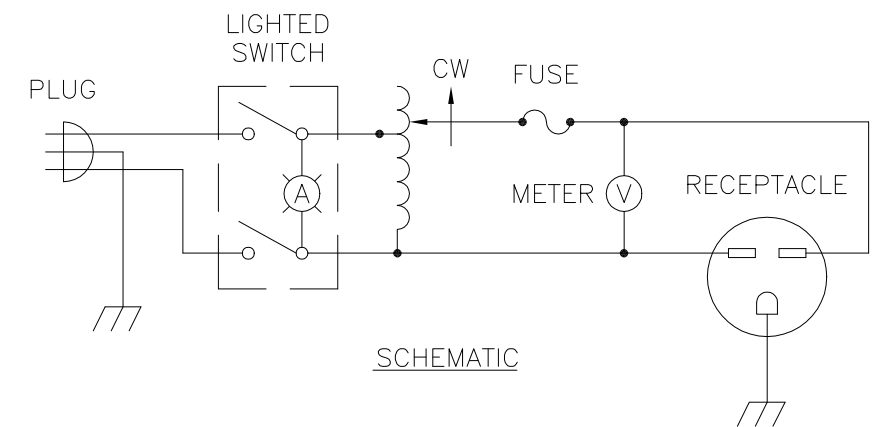 LIGHTED
SWITCH
PLUG
CW
FUSE
A
METER
V
RECEPTACLE
SCHEMATIC